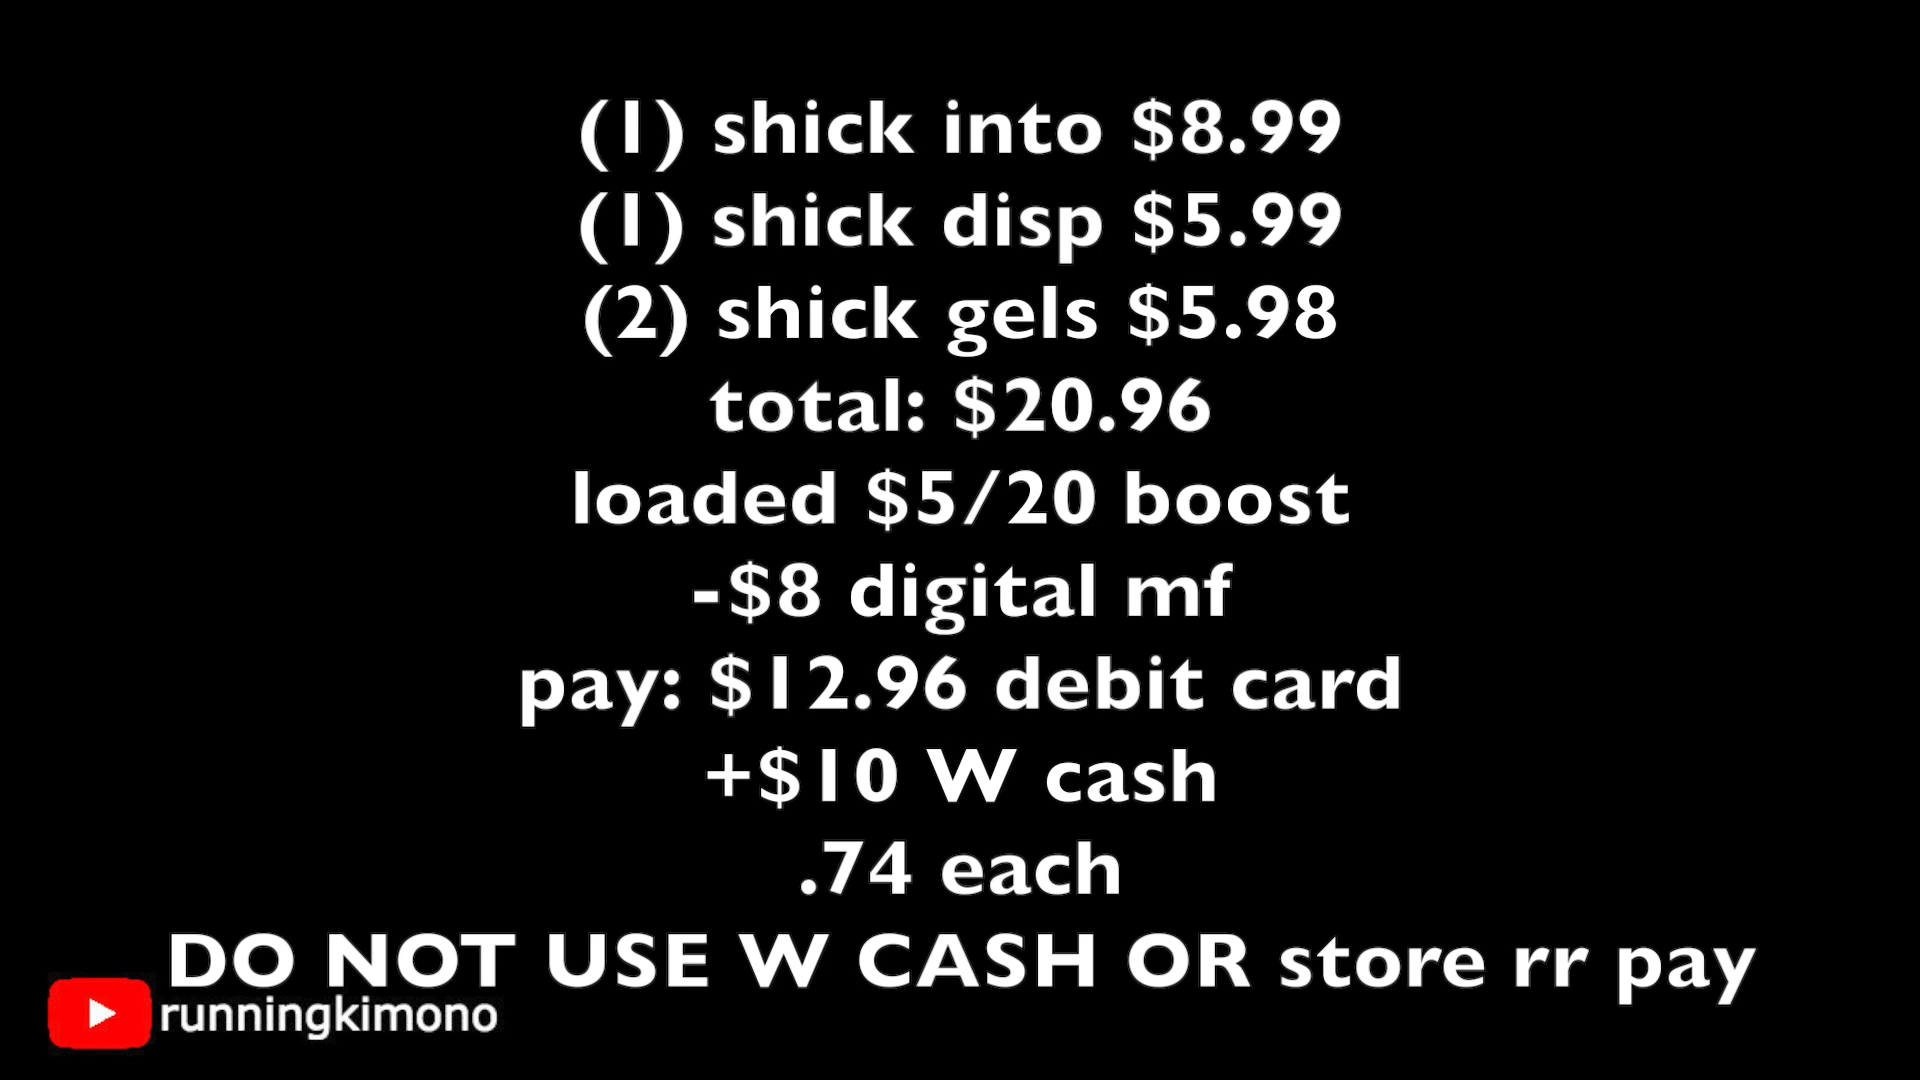 (1) shick into $8.99
(1) shick disp $5.99
(2) shick gels $5.98
total: $20.96
loaded $5/20 boost
-$8 digital mf
pay: $12.96 debit card
+$10 W cash
.74 each
DO NOT USE W CASH OR store rr pay
runningkimono